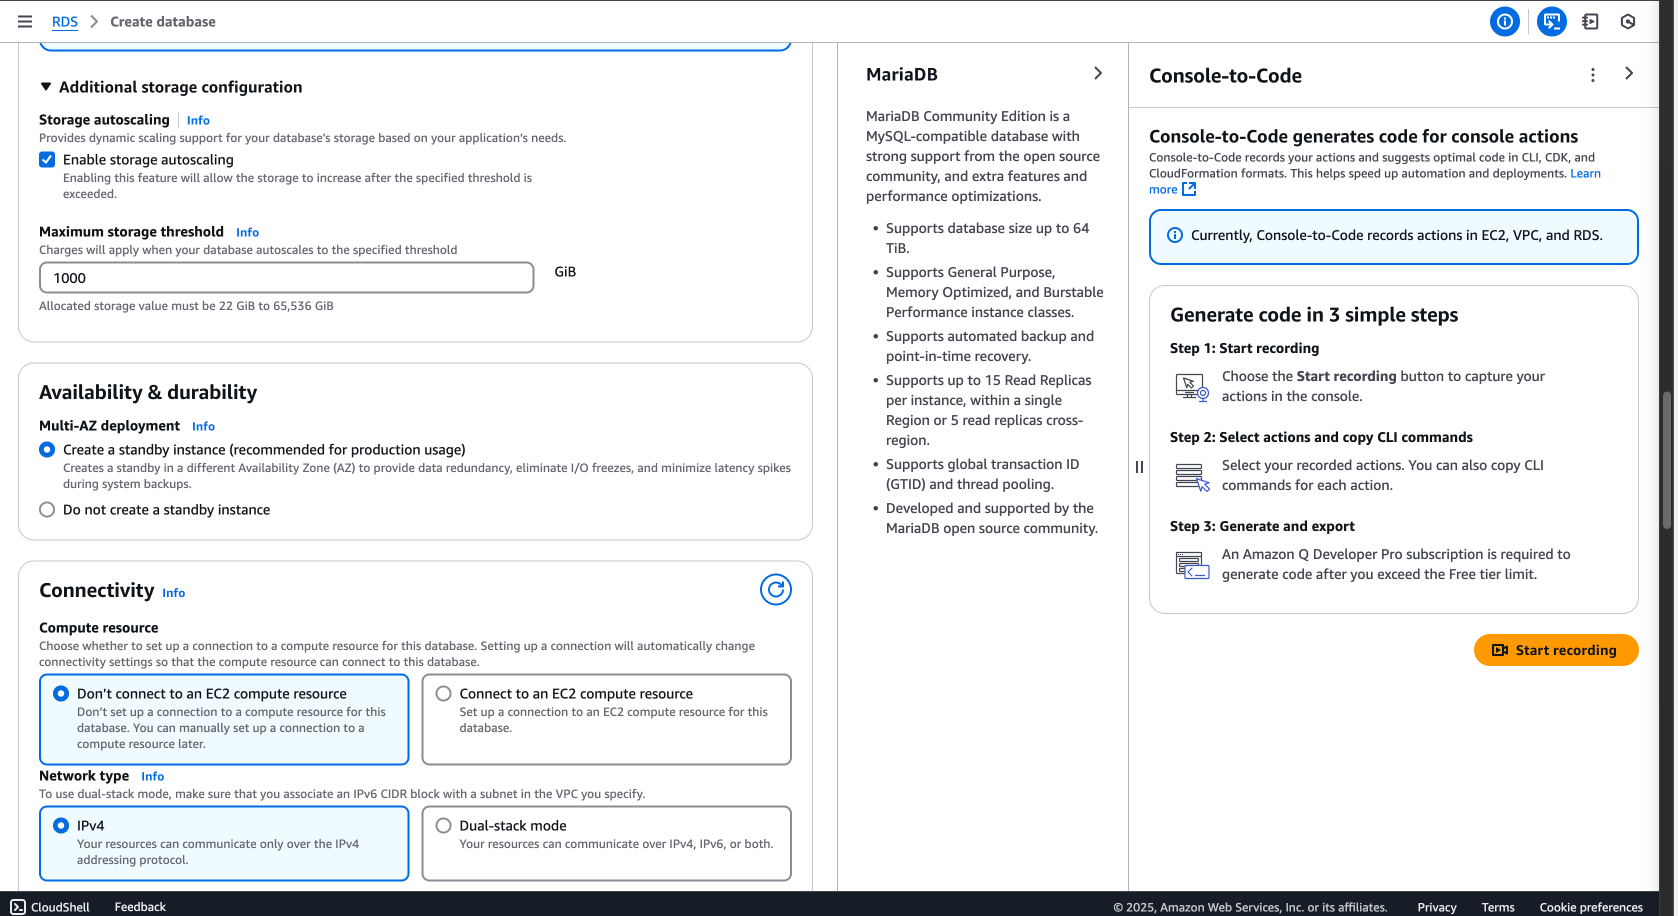 RDS > Create database
Additional storage configuration
Storage autoscaling Info
Provides dynamic scaling support for your database's storage based on your application's needs.
Enable storage autoscaling
Enabling this feature will allow the storage to increase after the specified threshold is
exceeded.
Maximum storage threshold Info
Charges will apply when your database autoscales to the specified threshold
1000 GiB
Allocated storage value must be 22 GiB to 65,536 GiB
Availability & durability
Multi-AZ deployment Info
Create a standby instance (recommended for production usage)
Creates a standby in a different Availability Zone (AZ) to provide data redundancy, eliminate I/O freezes, and minimize latency spikes
during system backups.
Do not create a standby instance
Connectivity Info
Compute resource
Choose whether to set up a connection to a compute resource for this database. Setting up a connection will automatically change
connectivity settings so that the compute resource can connect to this database.
Don't connect to an EC2 compute resource
Don't set up a connection to a compute resource for this
database. You can manually set up a connection to a
compute resource later.
Connect to an EC2 compute resource
Set up a connection to an EC2 compute resource for this
database.
Network type Info
To use dual-stack mode, make sure that you associate an IPv6 CIDR block with a subnet in the VPC you specify.
IPv4
Your resources can communicate only over the IPv4
addressing protocol.
Dual-stack mode
Your resources can communicate over IPv4, IPv6, or both.
MariaDB
MariaDB Community Edition is a
MySQL-compatible database with
strong support from the open source
community, and extra features and
performance optimizations.
• Supports database size up to 64
TiB.
• Supports General Purpose,
Memory Optimized, and Burstable
Performance instance classes.
• Supports automated backup and
point-in-time recovery.
• Supports up to 15 Read Replicas
per instance, within a single
Region or 5 read replicas cross-
region.
• Supports global transaction ID
(GTID) and thread pooling.
• Developed and supported by the
MariaDB open source community.
Console-to-Code
Console-to-Code generates code for console actions
Console-to-Code records your actions and suggests optimal code in CLI, CDK, and
CloudFormation formats. This helps speed up automation and deployments. Learn
more
Currently, Console-to-Code records actions in EC2, VPC, and RDS.
Generate code in 3 simple steps
Step 1: Start recording
Choose the Start recording button to capture your
actions in the console.
Step 2: Select actions and copy CLI commands
Select your recorded actions. You can also copy CLI
commands for each action.
Step 3: Generate and export
An Amazon Q Developer Pro subscription is required to
generate code after you exceed the Free tier limit.
Start recording
CloudShell Feedback © 2025, Amazon Web Services, Inc. or its affiliates. Privacy Terms Cookie preferences